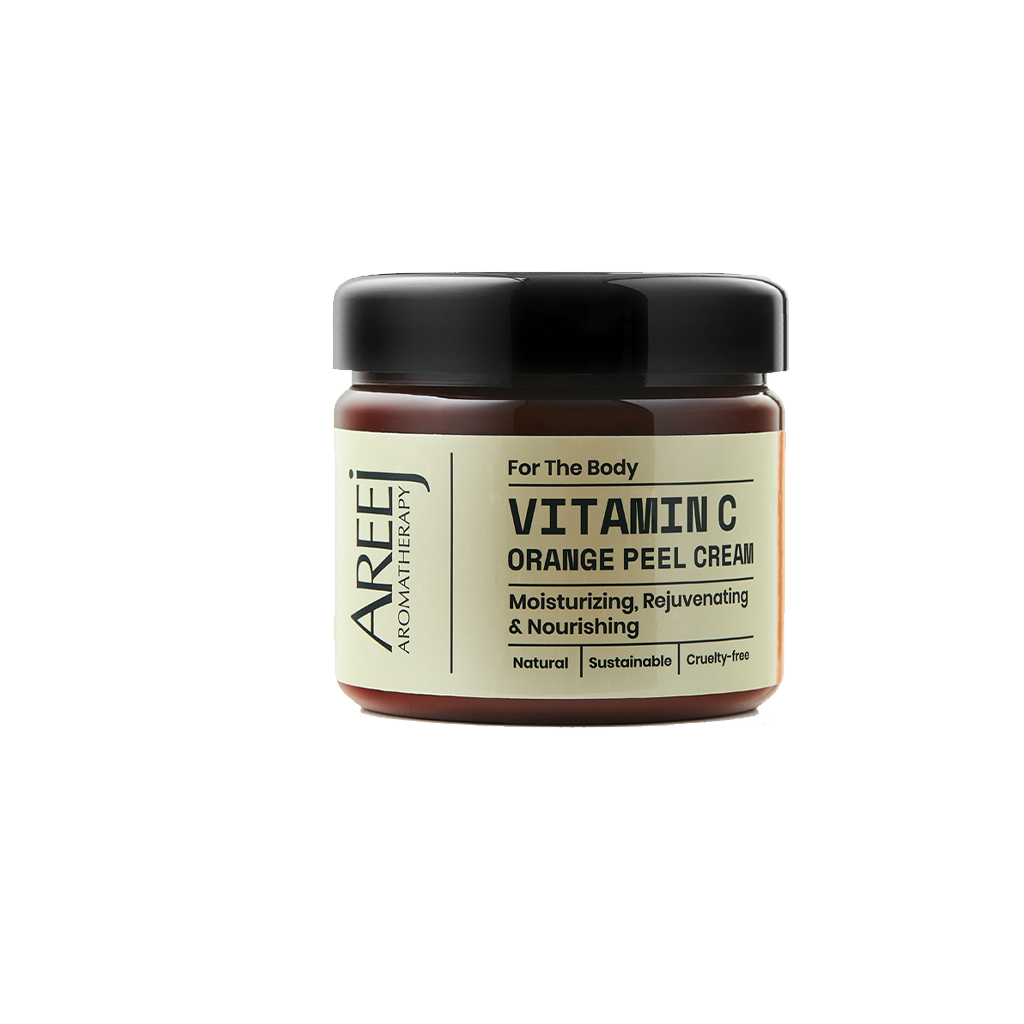 AREEj
AROMATHERAPY
For The Body
VITAMIN C
ORANGE PEEL CREAM
Moisturizing, Rejuvenating
& Nourishing
Natural
Sustainable
Cruelty-free